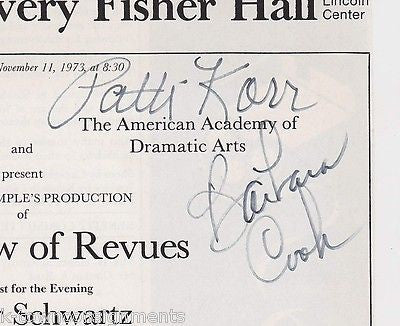 very Fisher Hall
Lincoln
Center
November 11, 1973, at 8:30
Patti Karr
The American Academy of
Dramatic Arts
and
present
MPLE'S PRODUCTION
of
Barbara
Cook
w of Revues
st for the Evening
Schwartz
k-townconsignments